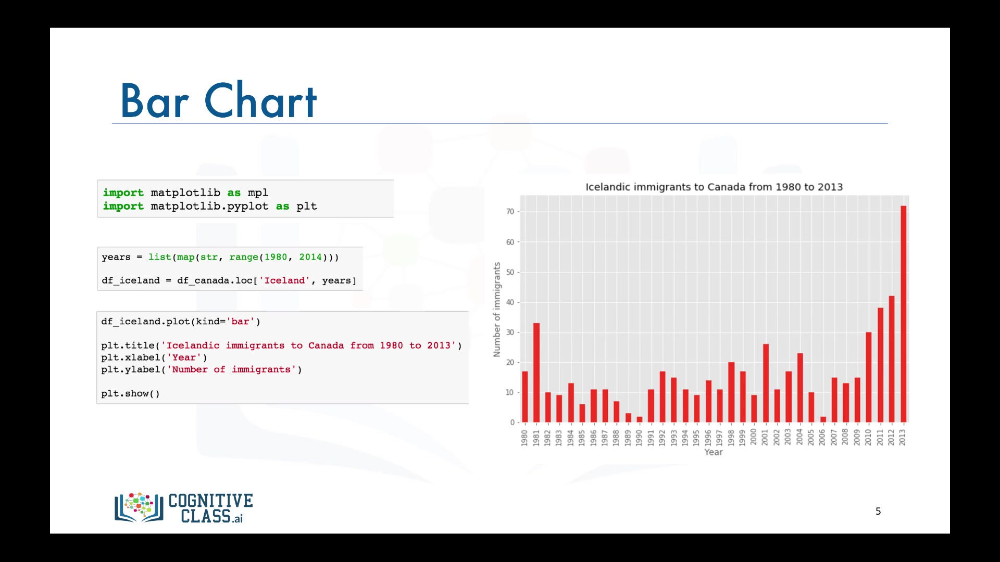 Bar Chart
import matplotlib as mpl
import matplotlib.pyplot as plt
years = list(map(str, range(1980, 2014)))
df_iceland = df_canada.loc['Iceland', years]
df_iceland.plot(kind='bar')
plt.title('Icelandic immigrants to Canada from 1980 to 2013')
plt.xlabel('Year')
plt.ylabel('Number of immigrants')
plt.show()
Icelandic immigrants to Canada from 1980 to 2013
Number of immigrants
70
60
50
40
30
20
10
0
1980 1981 1982 1983 1984 1985 1986 1987 1988 1989 1990 1991 1992 1993 1994 1995 1996 1997 1998 1999 2000 2001 2002 2003 2004 2005 2006 2007 2008 2009 2010 2011 2012 2013
Year
COGNITIVE
CLASS.ai
5